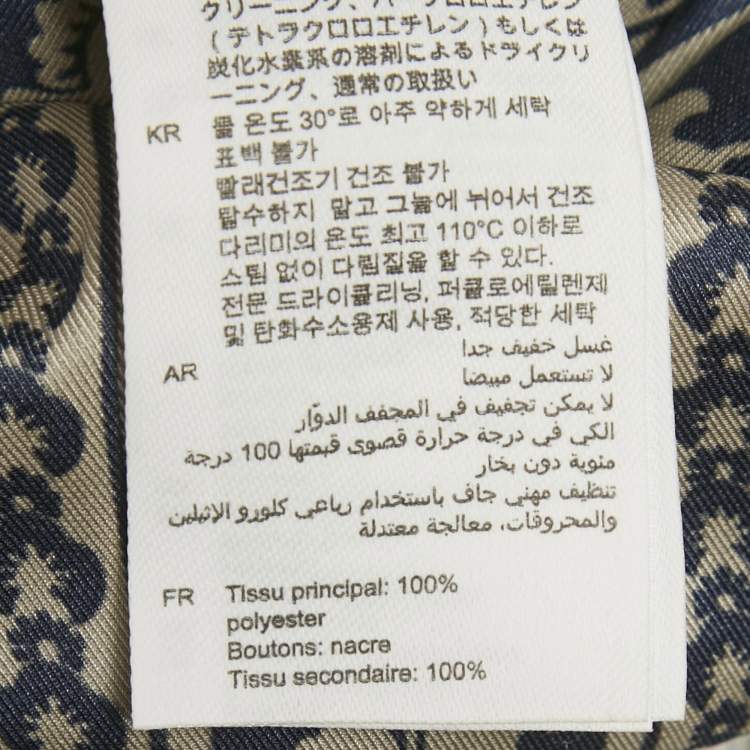 クリーニング、パークロロエチレン
(テトラクロロエチレン)もしくは
炭化水素系の溶剤によるドライクリ
ーニング、通常の取扱い
KR 물 온도 30°로 아주 약하게 세탁
표백 불가
빨래건조기 건조 불가
탈수하지 말고 그늘에 뉘어서 건조
다리미의 온도 최고 110°C 이하로
스팀 없이 다림질을 할 수 있다.
전문 드라이클리닝, 퍼클로에틸렌제
및 탄화수소용제 사용, 적당한 세탁
AR غسل خفيف جدا
لا تستعمل مبيضا
لا يمكن تجفيف في المجفف الدوّار
الكي في درجة حرارة قصوى قيمتها 100 درجة
مئوية دون بخار
تنظيف مهني جاف باستخدام رباعي كلورو الاثيلين
والمحروقات، معالجة معتدلة
FR Tissu principal: 100%
polyester
Boutons: nacre
Tissu secondaire: 100%